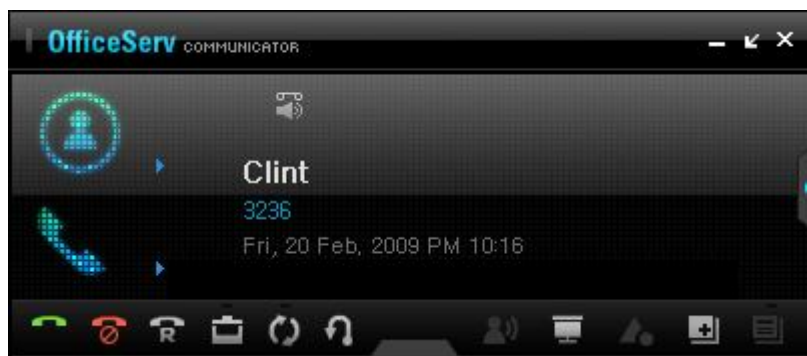 OfficeServ COMMUNICATOR
Clint
3236
Fri, 20 Feb, 2009 PM 10:16
R